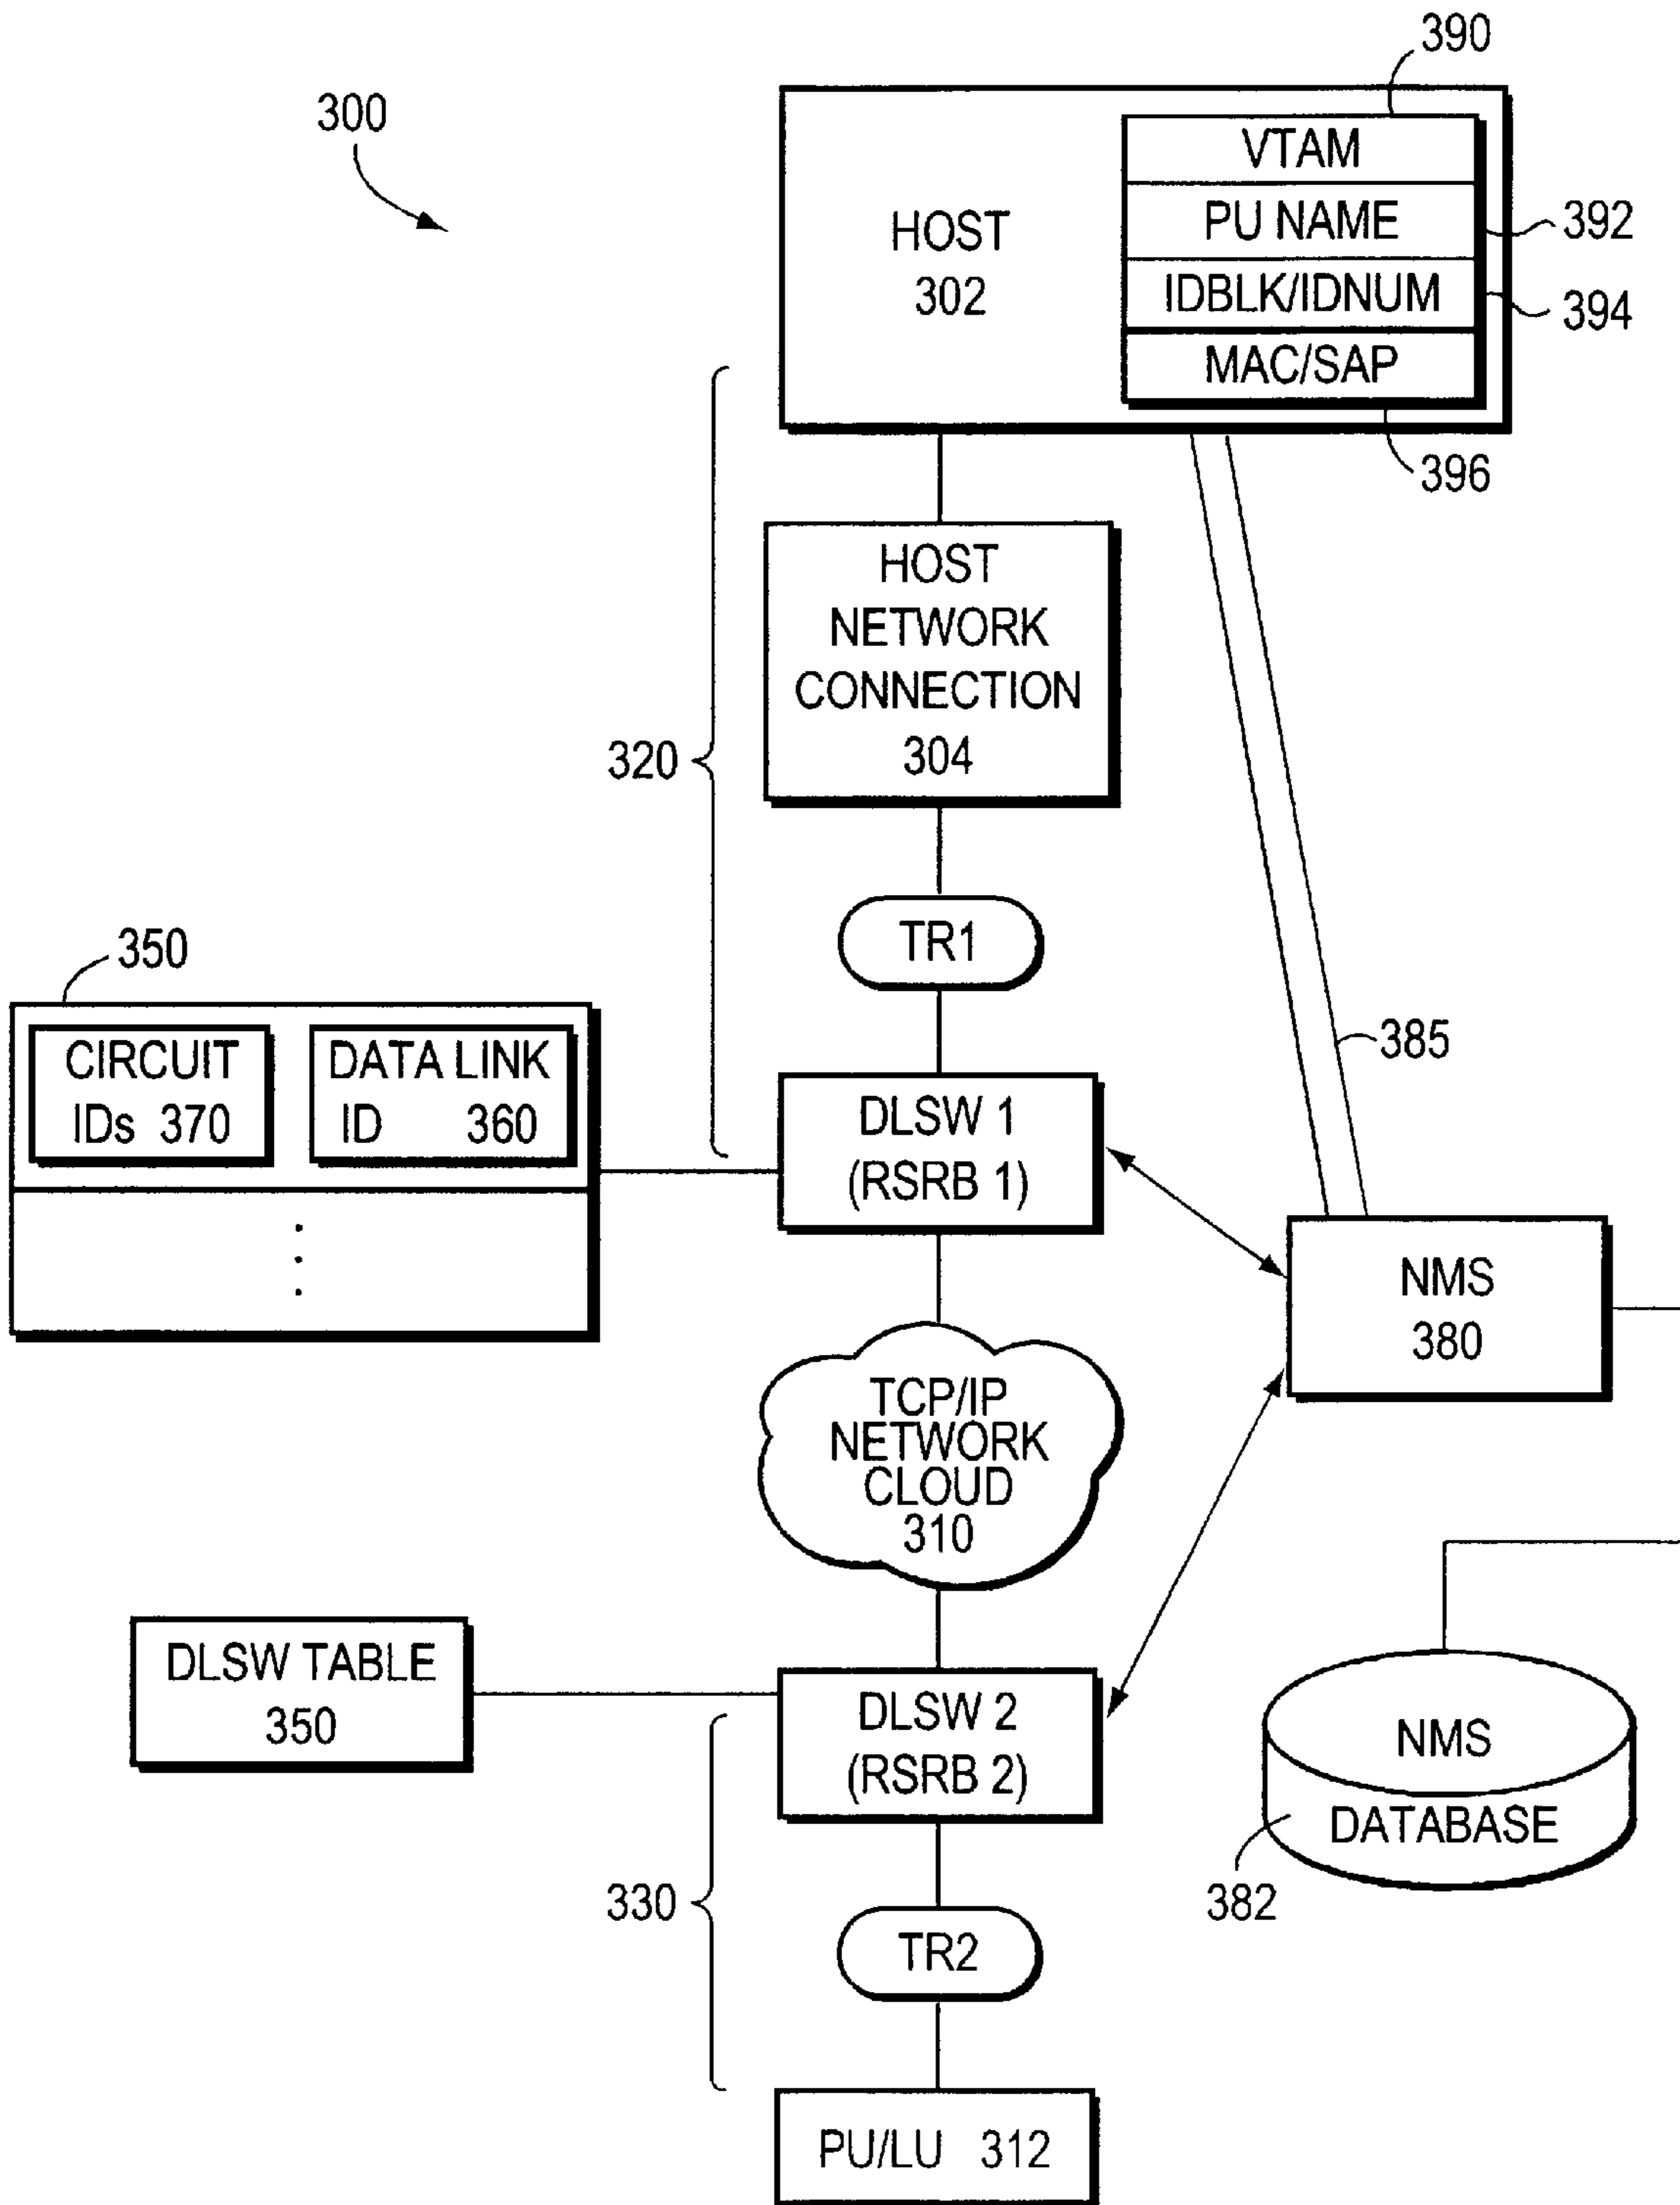 390
300
VTAM
HOST
302
PU NAME
392
IDBLK/IDNUM
394
MAC/SAP
396
HOST
NETWORK
CONNECTION
304
320
TR1
350
CIRCUIT
IDs 370
DATA LINK
ID 360
385
DLSW 1
(RSRB 1)
NMS
380
TCP/IP
NETWORK
CLOUD
310
DLSW TABLE
350
DLSW 2
(RSRB 2)
NMS
DATABASE
382
330
TR2
PU/LU 312